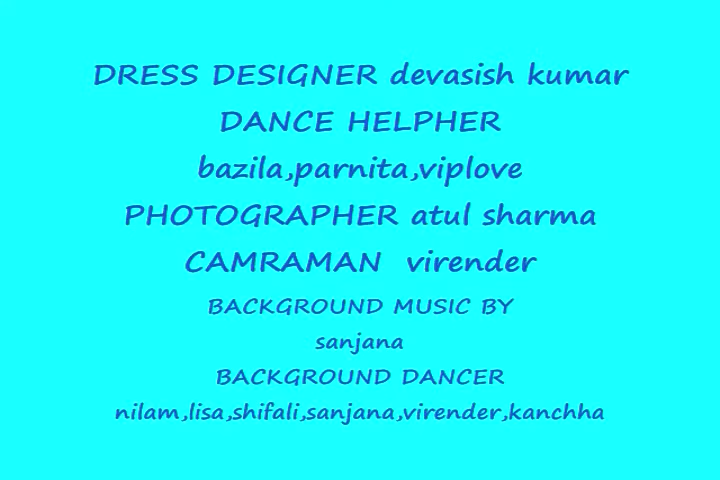 DRESS DESIGNER devasish kumar
DANCE HELPHER
bazila,parnita,viplove
PHOTOGRAPHER atul sharma
CAMRAMAN virender
BACKGROUND MUSIC BY
sanjana
BACKGROUND DANCER
nilam,lisa,shifali,sanjana,virender,kanchha